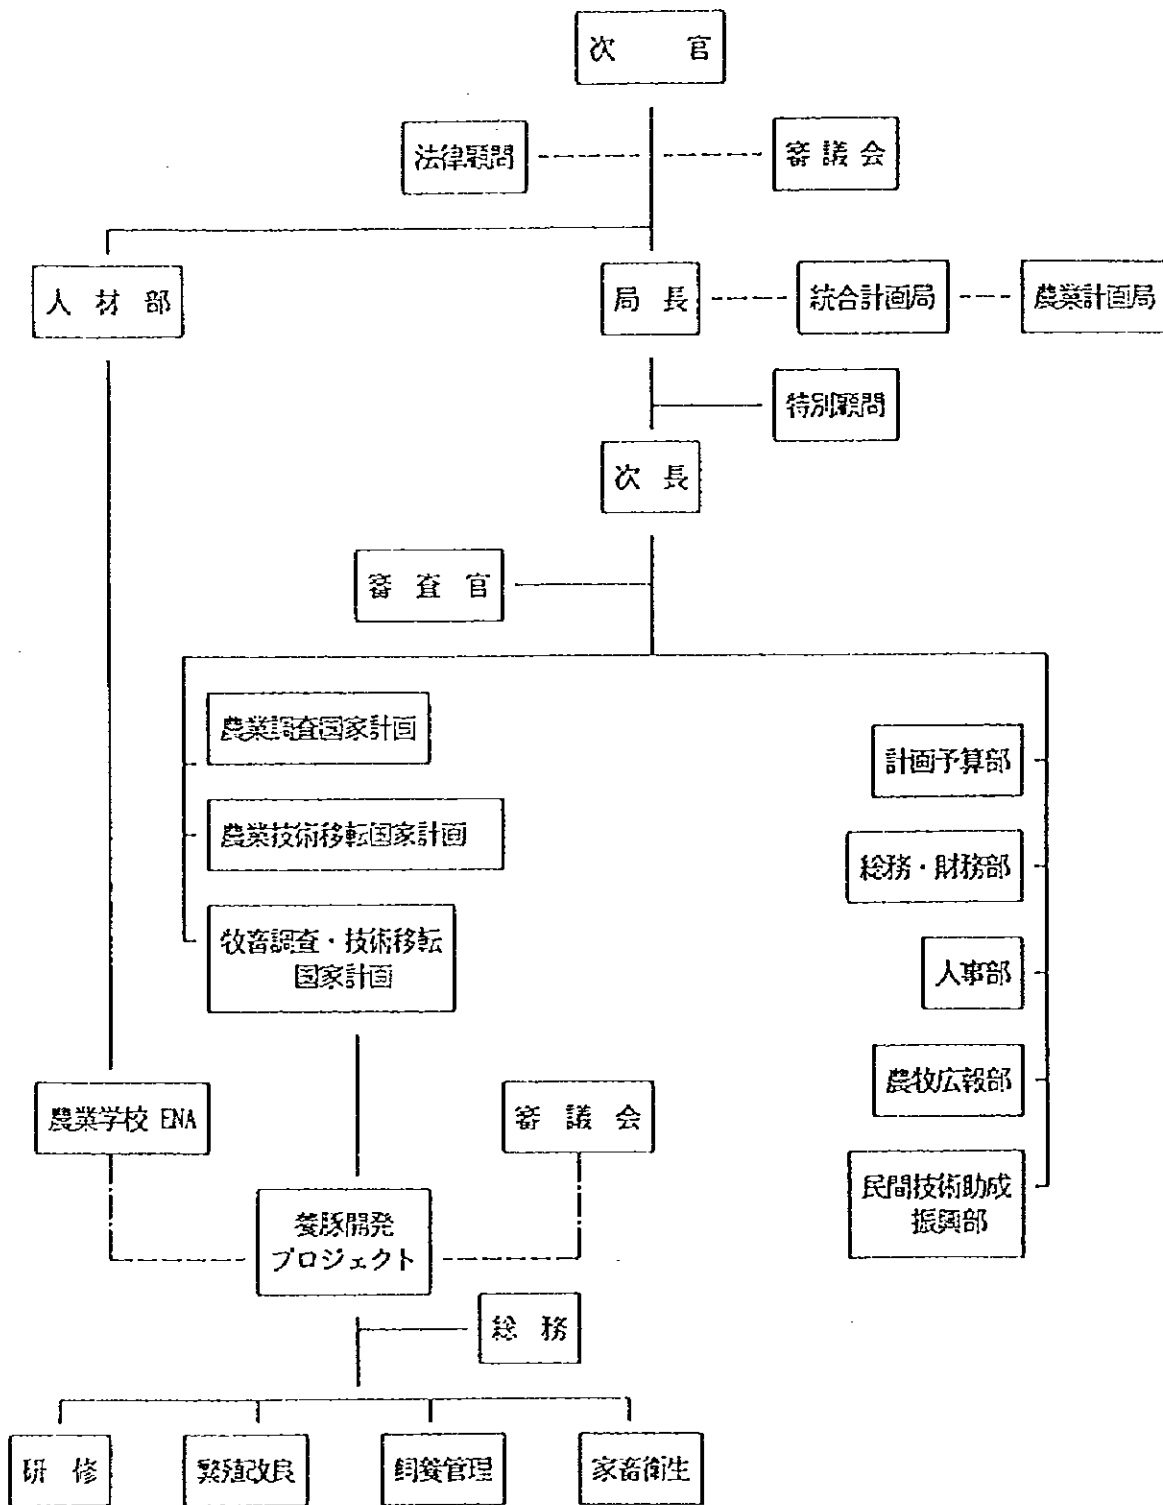 次 官
法律顧問
審議会
人材部
局長
統合計画局
農業計画局
特別顧問
次長
審査官
農業調査国家計画
計画予算部
農業技術移転国家計画
総務・財務部
牧畜調査・技術移転
国家計画
人事部
農牧広報部
農業学校 ENA
審議会
民間技術助成
振興部
養豚開発
プロジェクト
総務
研修
繁殖改良
飼養管理
家畜衛生